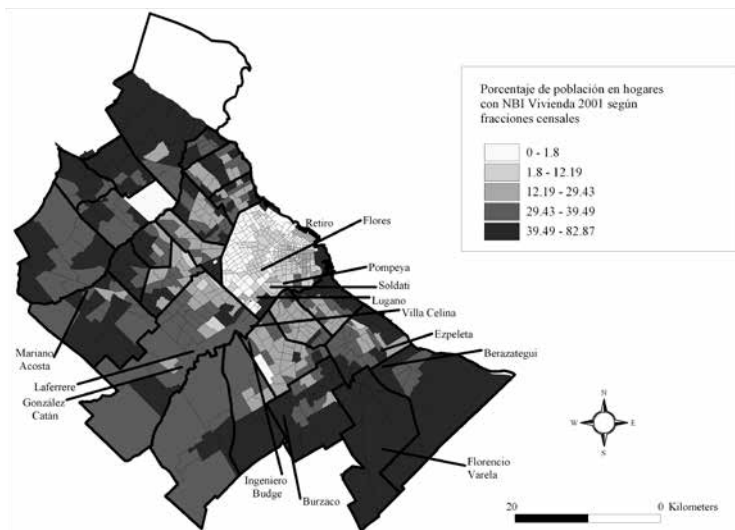 Porcentaje de población en hogares
con NBI Vivienda 2001 según
fracciones censales
0 - 1.8
1.8 - 12.19
12.19 - 29.43
29.43 - 39.49
39.49 - 82.87
Retiro
Flores
Pompeya
Soldati
Lugano
Villa Celina
Ezpeleta
Berazategui
Mariano
Acosta
Laferrere
González
Catán
Ingeniero
Budge
Burzaco
Florencio
Varela
N
W
E
S
20
0 Kilometers